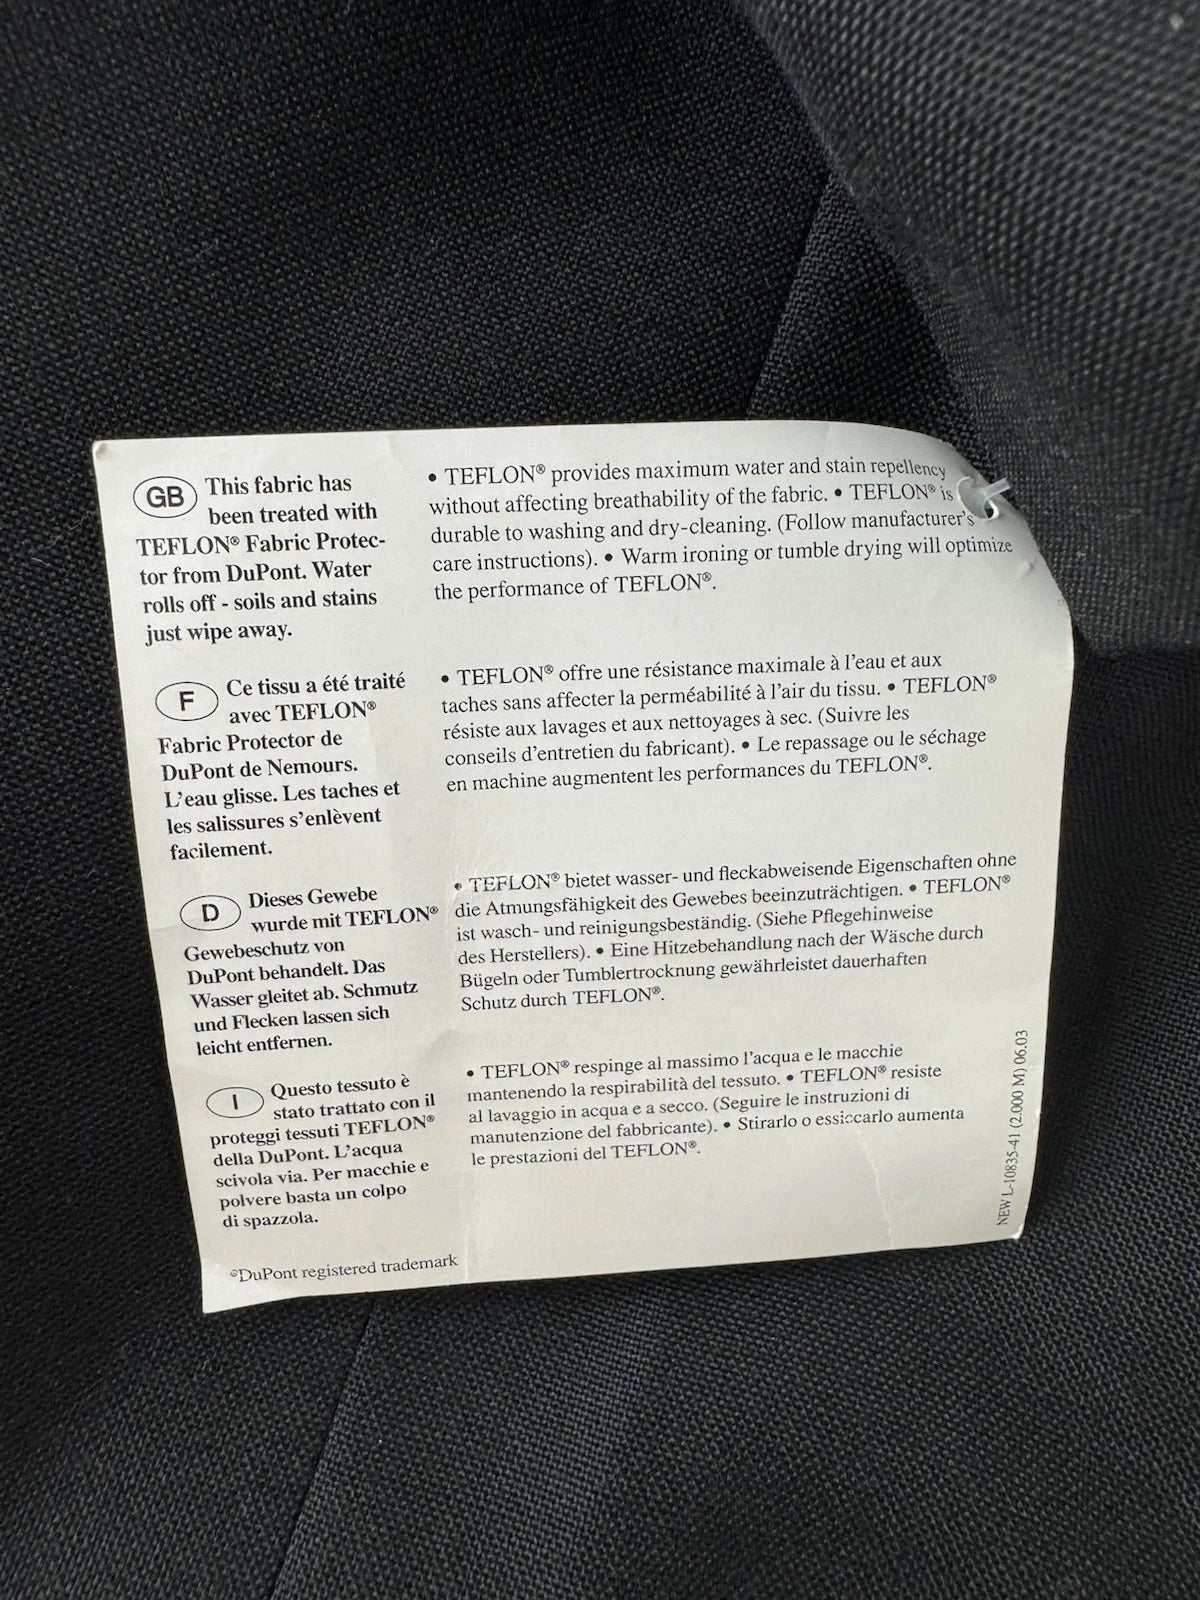 GB This fabric has
been treated with
TEFLON® Fabric Protec-
tor from DuPont. Water
rolls off - soils and stains
just wipe away.
• TEFLON® provides maximum water and stain repellency
without affecting breathability of the fabric. • TEFLON® is
durable to washing and dry-cleaning. (Follow manufacturer's
care instructions). • Warm ironing or tumble drying will optimize
the performance of TEFLON®.
F Ce tissu a été traité
avec TEFLON®
Fabric Protector de
DuPont de Nemours.
L'eau glisse. Les taches et
les salissures s'enlèvent
facilement.
• TEFLON® offre une résistance maximale à l'eau et aux
taches sans affecter la perméabilité à l'air du tissu. • TEFLON®
résiste aux lavages et aux nettoyages à sec. (Suivre les
conseils d'entretien du fabricant). • Le repassage ou le séchage
en machine augmentent les performances du TEFLON®.
D Dieses Gewebe
wurde mit TEFLON®
Gewebeschutz von
DuPont behandelt. Das
Wasser gleitet ab. Schmutz
und Flecken lassen sich
leicht entfernen.
• TEFLON® bietet wasser- und fleckabweisende Eigenschaften ohne
die Atmungsfähigkeit des Gewebes beeinzuträchtigen. • TEFLON®
ist wasch- und reinigungsbeständig. (Siehe Pflegehinweise
des Herstellers). • Eine Hitzebehandlung nach der Wäsche durch
Bügeln oder Tumblertrocknung gewährleistet dauerhaften
Schutz durch TEFLON®.
I Questo tessuto è
stato trattato con il
proteggi tessuti TEFLON®
della DuPont. L'acqua
scivola via. Per macchie e
polvere basta un colpo
di spazzola.
• TEFLON® respinge al massimo l'acqua e le macchie
mantenendo la respirabilità del tessuto. • TEFLON® resiste
al lavaggio in acqua e a secco. (Seguire le instruzioni di
manutenzione del fabbricante). • Stirarlo o essiccarlo aumenta
le prestazioni del TEFLON®.
®DuPont registered trademark
NEW L-10835-41 (2.000 M) 06.03